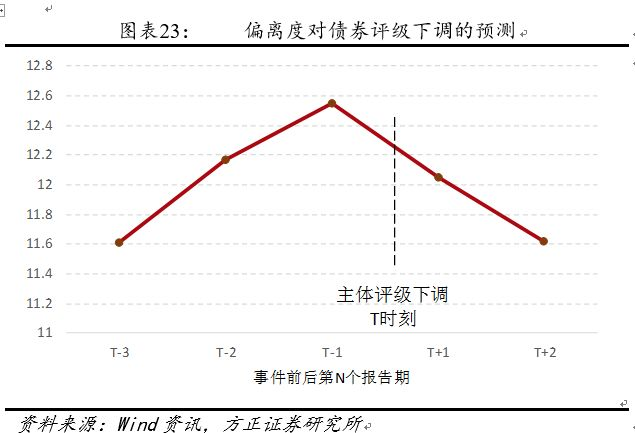 图表23： 偏离度对债券评级下调的预测
12.8
12.6
12.4
12.2
12
11.8
11.6
11.4
11.2
11
主体评级下调
T时刻
T-3 T-2 T-1 T+1 T+2
事件前后第N个报告期
资料来源：Wind资讯，方正证券研究所